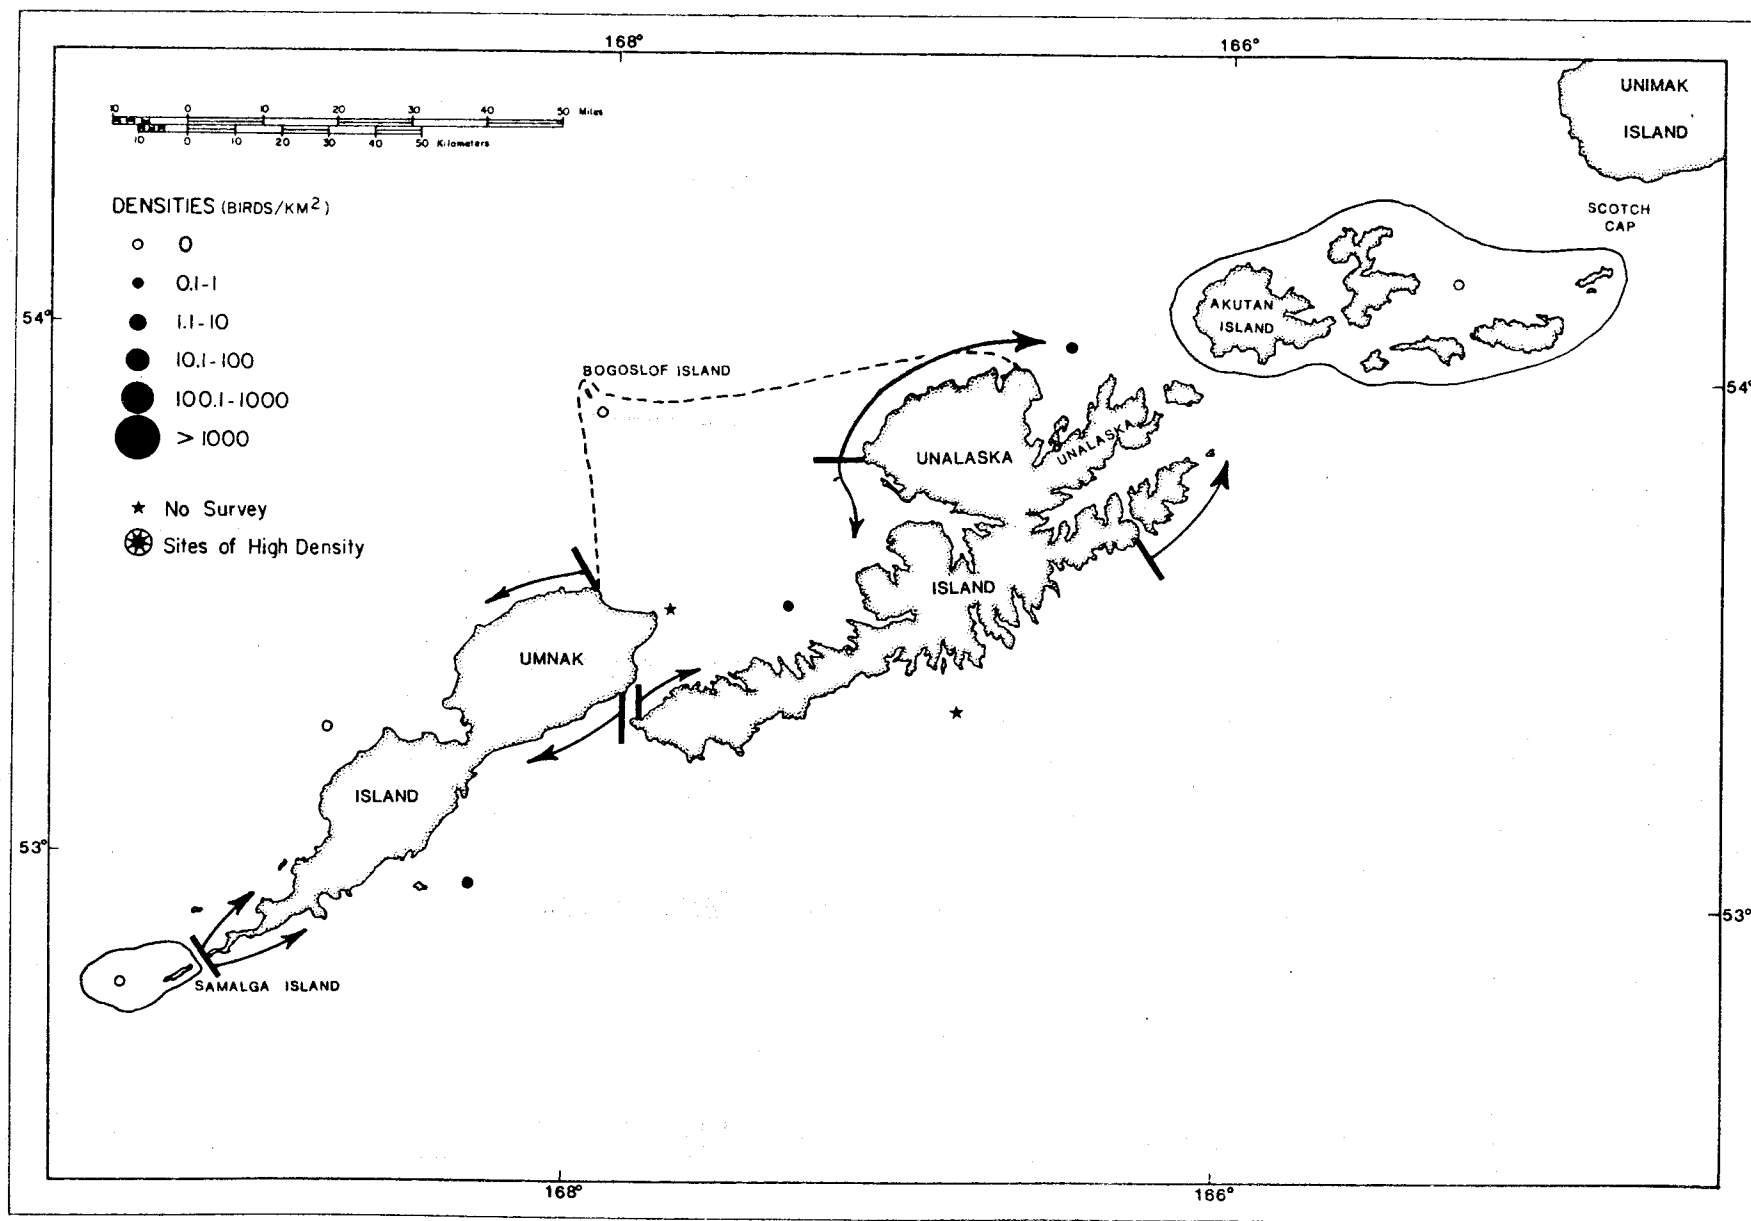 168° 166°
UNIMAK
ISLAND
10 0 10 20 30 40 50 Miles
10 0 10 20 30 40 50 Kilometers
DENSITIES (BIRDS/KM²)
0
0.1-1
1.1-10
10.1-100
100.1-1000
> 1000
No Survey
Sites of High Density
SCOTCH
CAP
AKUTAN
ISLAND
54°
54°
BOGOSLOF ISLAND
UNALASKA
UNALASKA
ISLAND
UMNAK
ISLAND
53°
53°
SAMALGA ISLAND
168° 166°